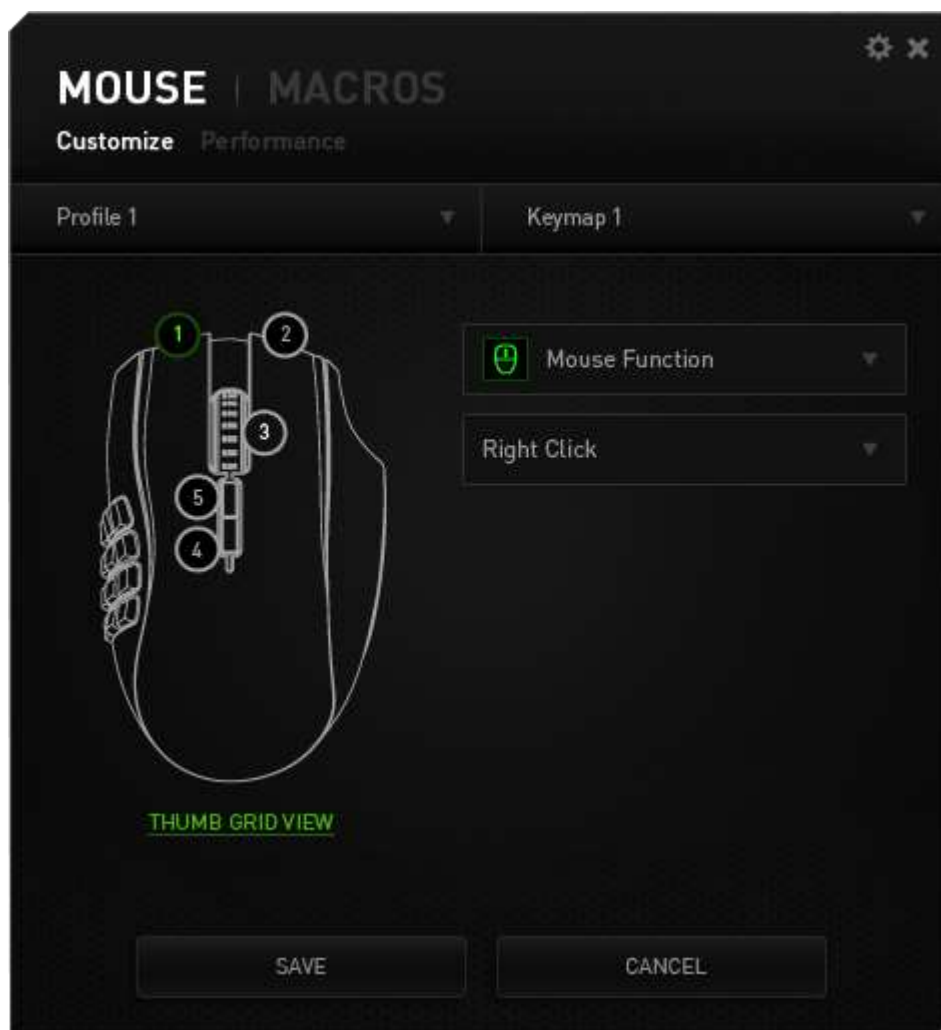 MOUSE | MACROS
Customize Performance
Profile 1 Keymap 1
1 2
Mouse Function
3
Right Click
5
4
THUMB GRID VIEW
SAVE CANCEL